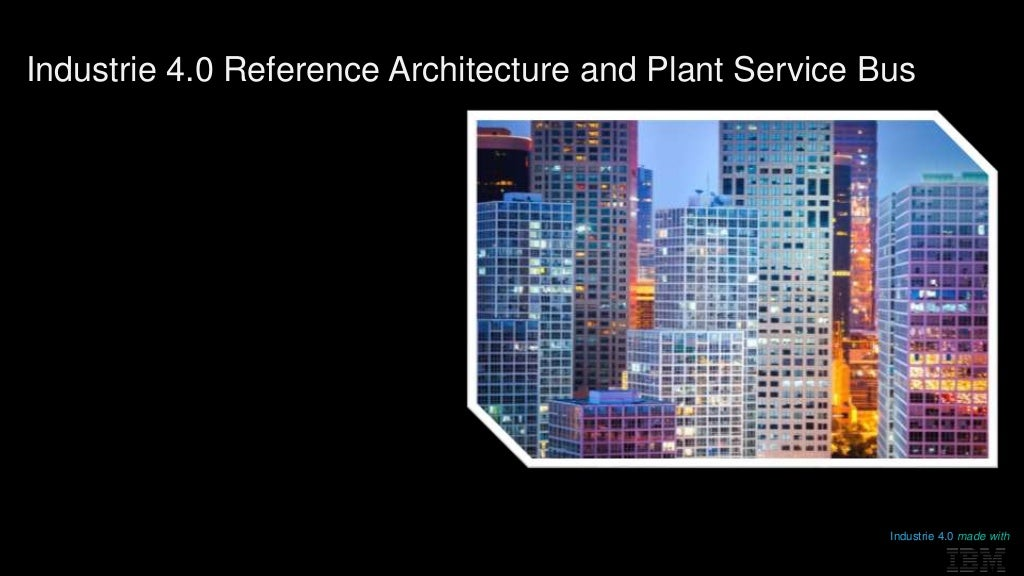 Industrie 4.0 Reference Architecture and Plant Service Bus
Industrie 4.0 made with
IBM